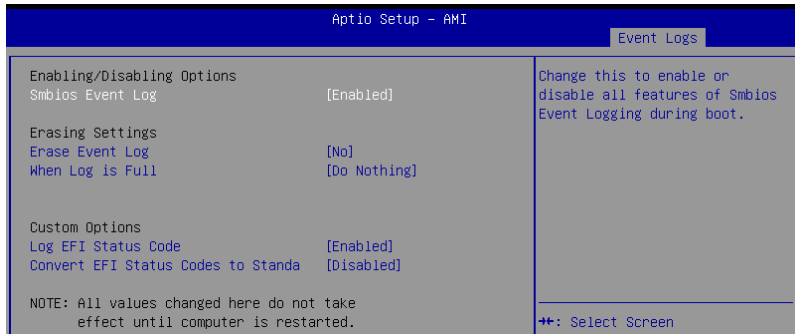 Aptio Setup - AMI
Event Logs
Enabling/Disabling Options
Smbios Event Log [Enabled]
Erasing Settings
Erase Event Log [No]
When Log is Full [Do Nothing]
Custom Options
Log EFI Status Code [Enabled]
Convert EFI Status Codes to Standa [Disabled]
NOTE: All values changed here do not take
effect until computer is restarted.
Change this to enable or
disable all features of Smbios
Event Logging during boot.
→←: Select Screen